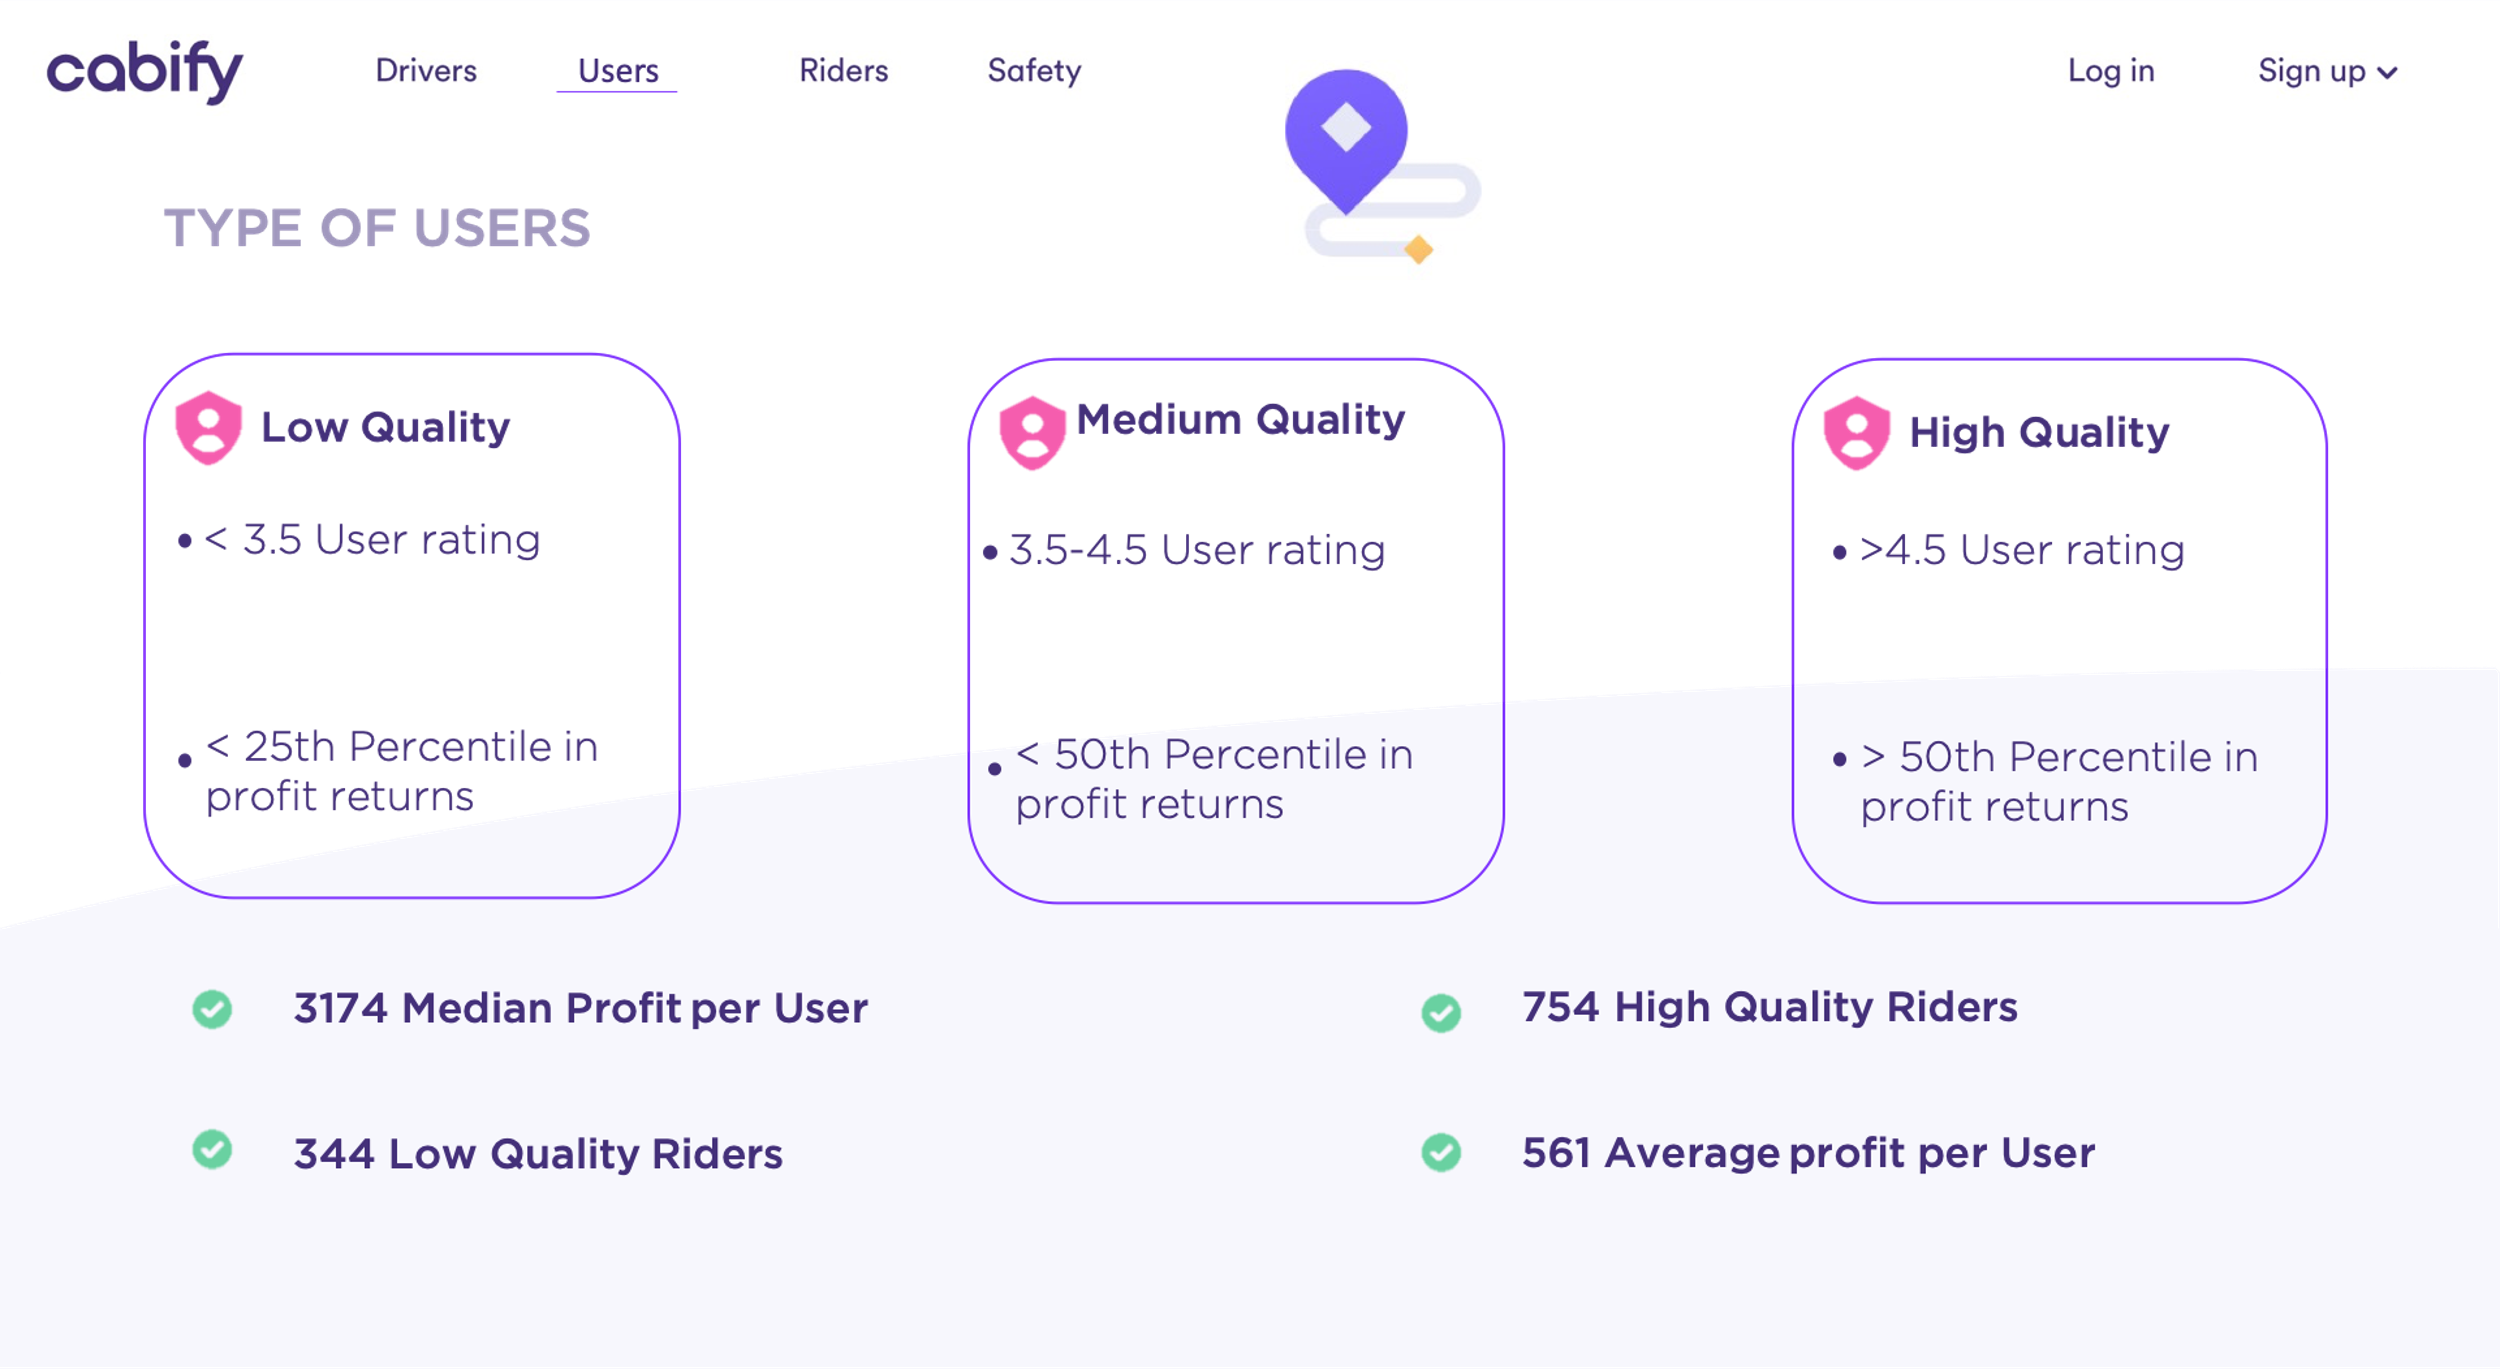 cabify
Drivers
Users
Riders
Safety
Log in
Sign up
TYPE OF USERS
Low Quality
• < 3.5 User rating
• < 25th Percentile in
profit returns
Medium Quality
• 3.5-4.5 User rating
• < 50th Percentile in
profit returns
High Quality
• >4.5 User rating
• > 50th Percentile in
profit returns
3174 Median Profit per User
754 High Quality Riders
344 Low Quality Riders
561 Average profit per User